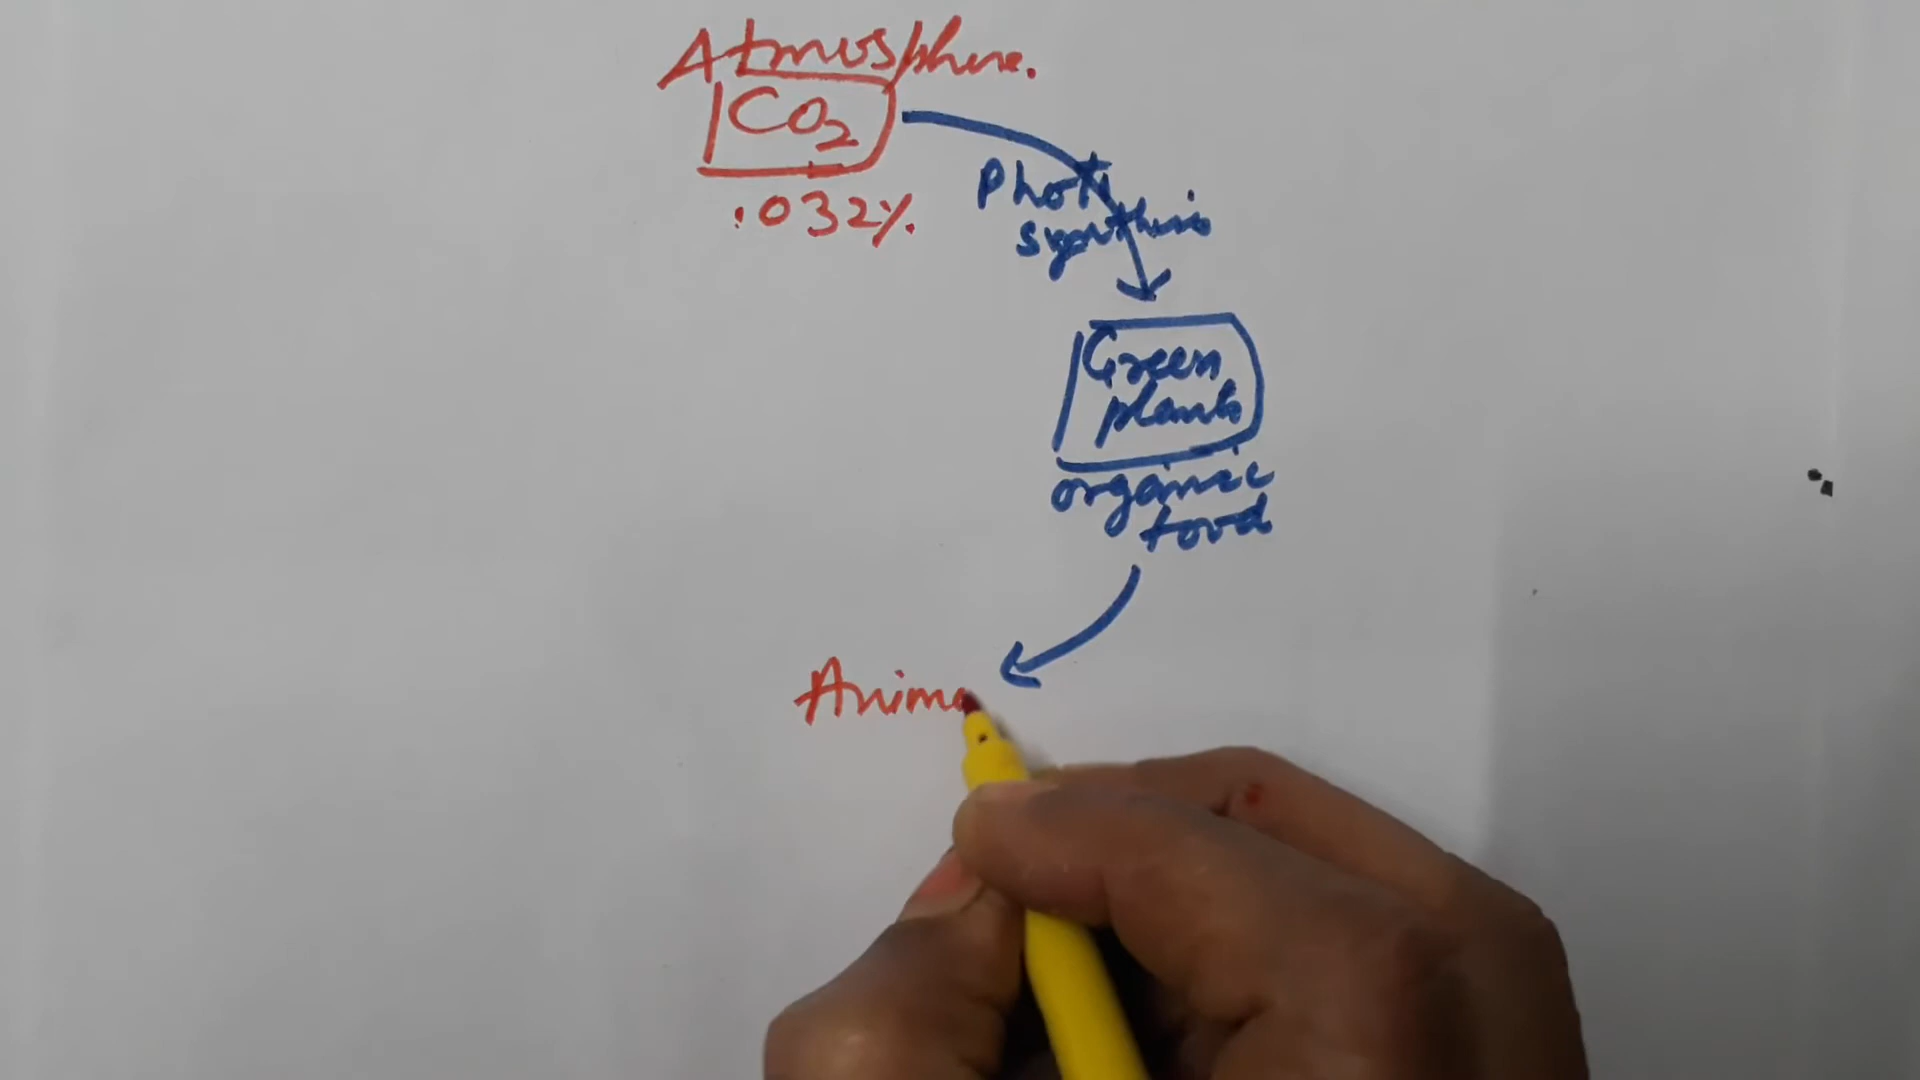 Atmosphere.
CO2
.032%.
Photo
synthesis
Green
plants
organic
food
Anima